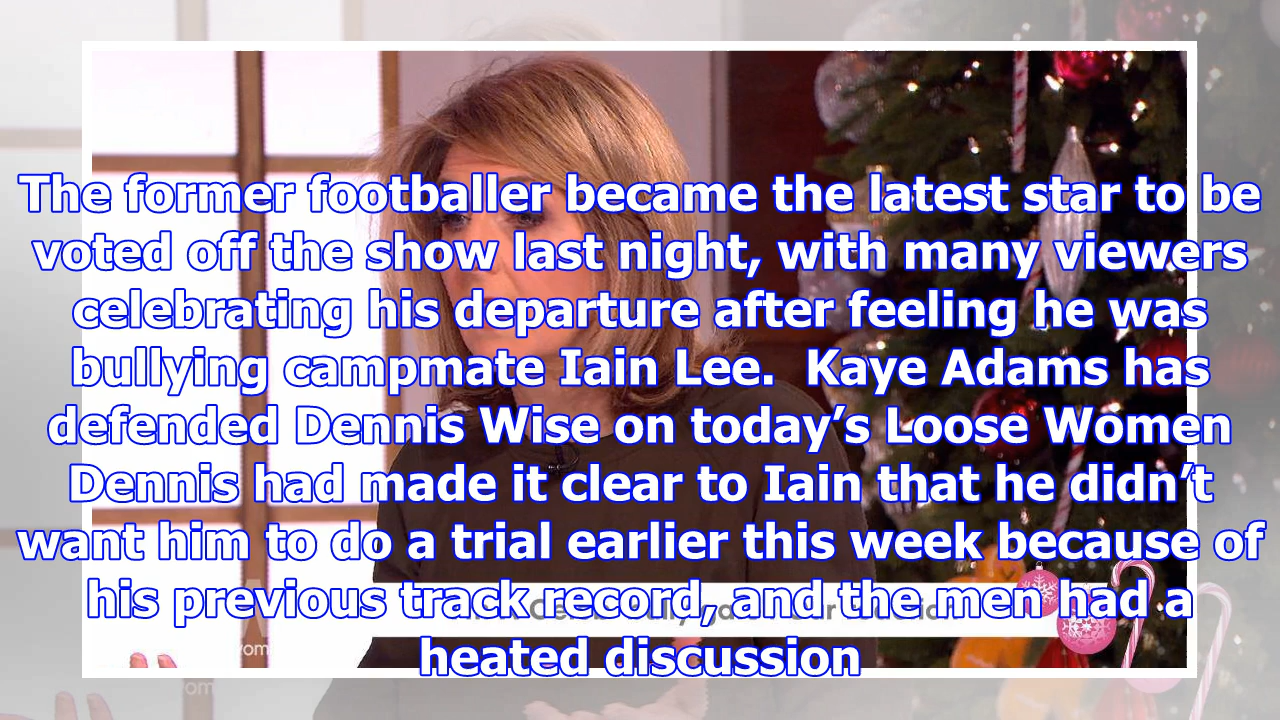 The former footballer became the latest star to be
voted off the show last night, with many viewers
celebrating his departure after feeling he was
bullying campmate Iain Lee.  Kaye Adams has
defended Dennis Wise on today’s Loose Women
Dennis had made it clear to Iain that he didn’t
want him to do a trial earlier this week because of
his previous track record, and the men had a
heated discussion